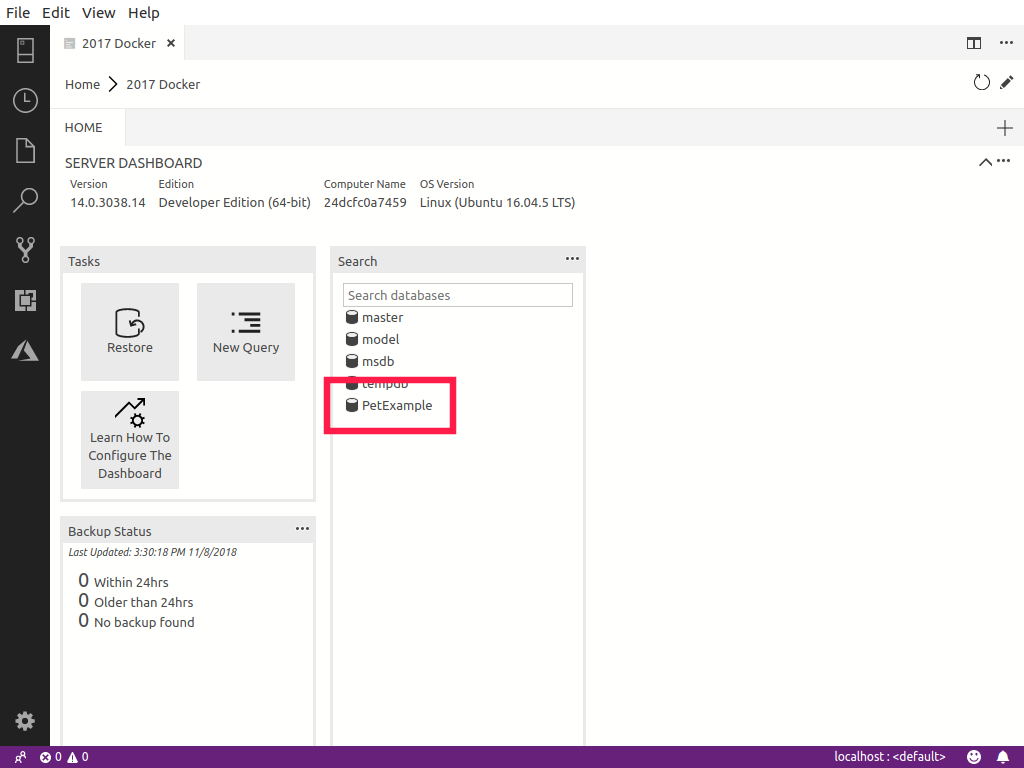 File Edit View Help
2017 Docker
Home 2017 Docker
HOME
SERVER DASHBOARD
Version Edition Computer Name OS Version
14.0.3038.14 Developer Edition (64-bit) 24dcfc0a7459 Linux (Ubuntu 16.04.5 LTS)
Tasks
Restore
New Query
Learn How To
Configure The
Dashboard
Search
Search databases
master
model
msdb
tempdb
PetExample
Backup Status
Last Updated: 3:30:18 PM 11/8/2018
0 Within 24hrs
0 Older than 24hrs
0 No backup found
0 0 localhost : <default>